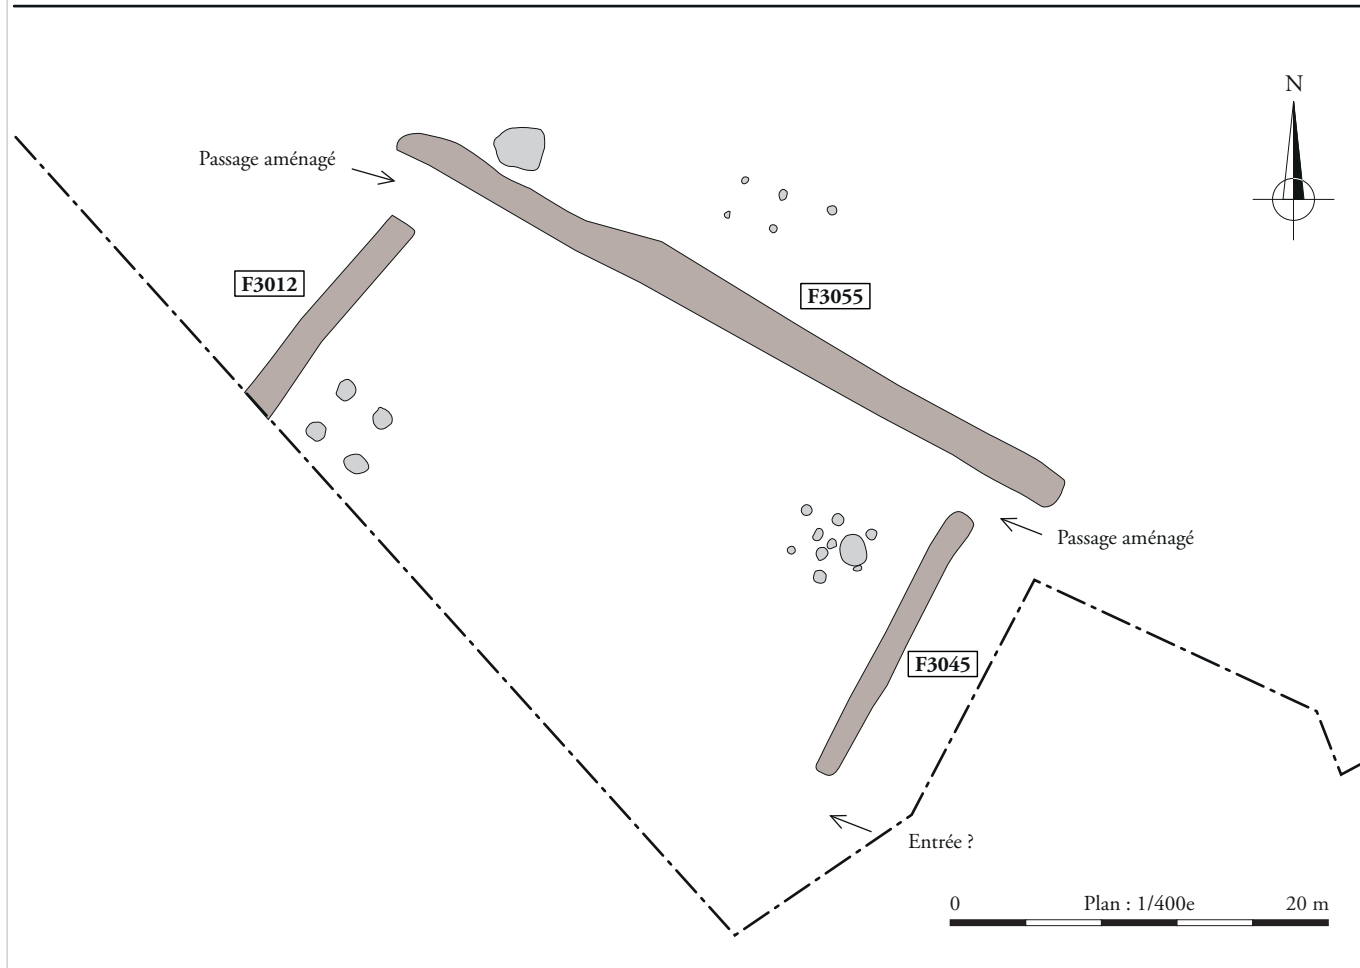 N
Passage aménagé
F3012
F3055
Passage aménagé
F3045
Entrée ?
0 Plan : 1/400e 20 m